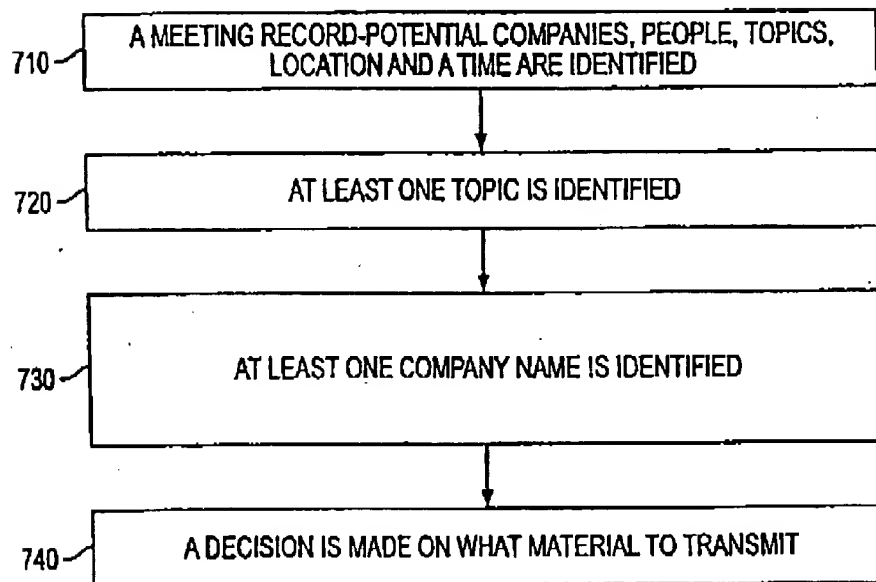 710
A MEETING RECORD-POTENTIAL COMPANIES, PEOPLE, TOPICS,
LOCATION AND A TIME ARE IDENTIFIED
720
AT LEAST ONE TOPIC IS IDENTIFIED
730
AT LEAST ONE COMPANY NAME IS IDENTIFIED
740
A DECISION IS MADE ON WHAT MATERIAL TO TRANSMIT